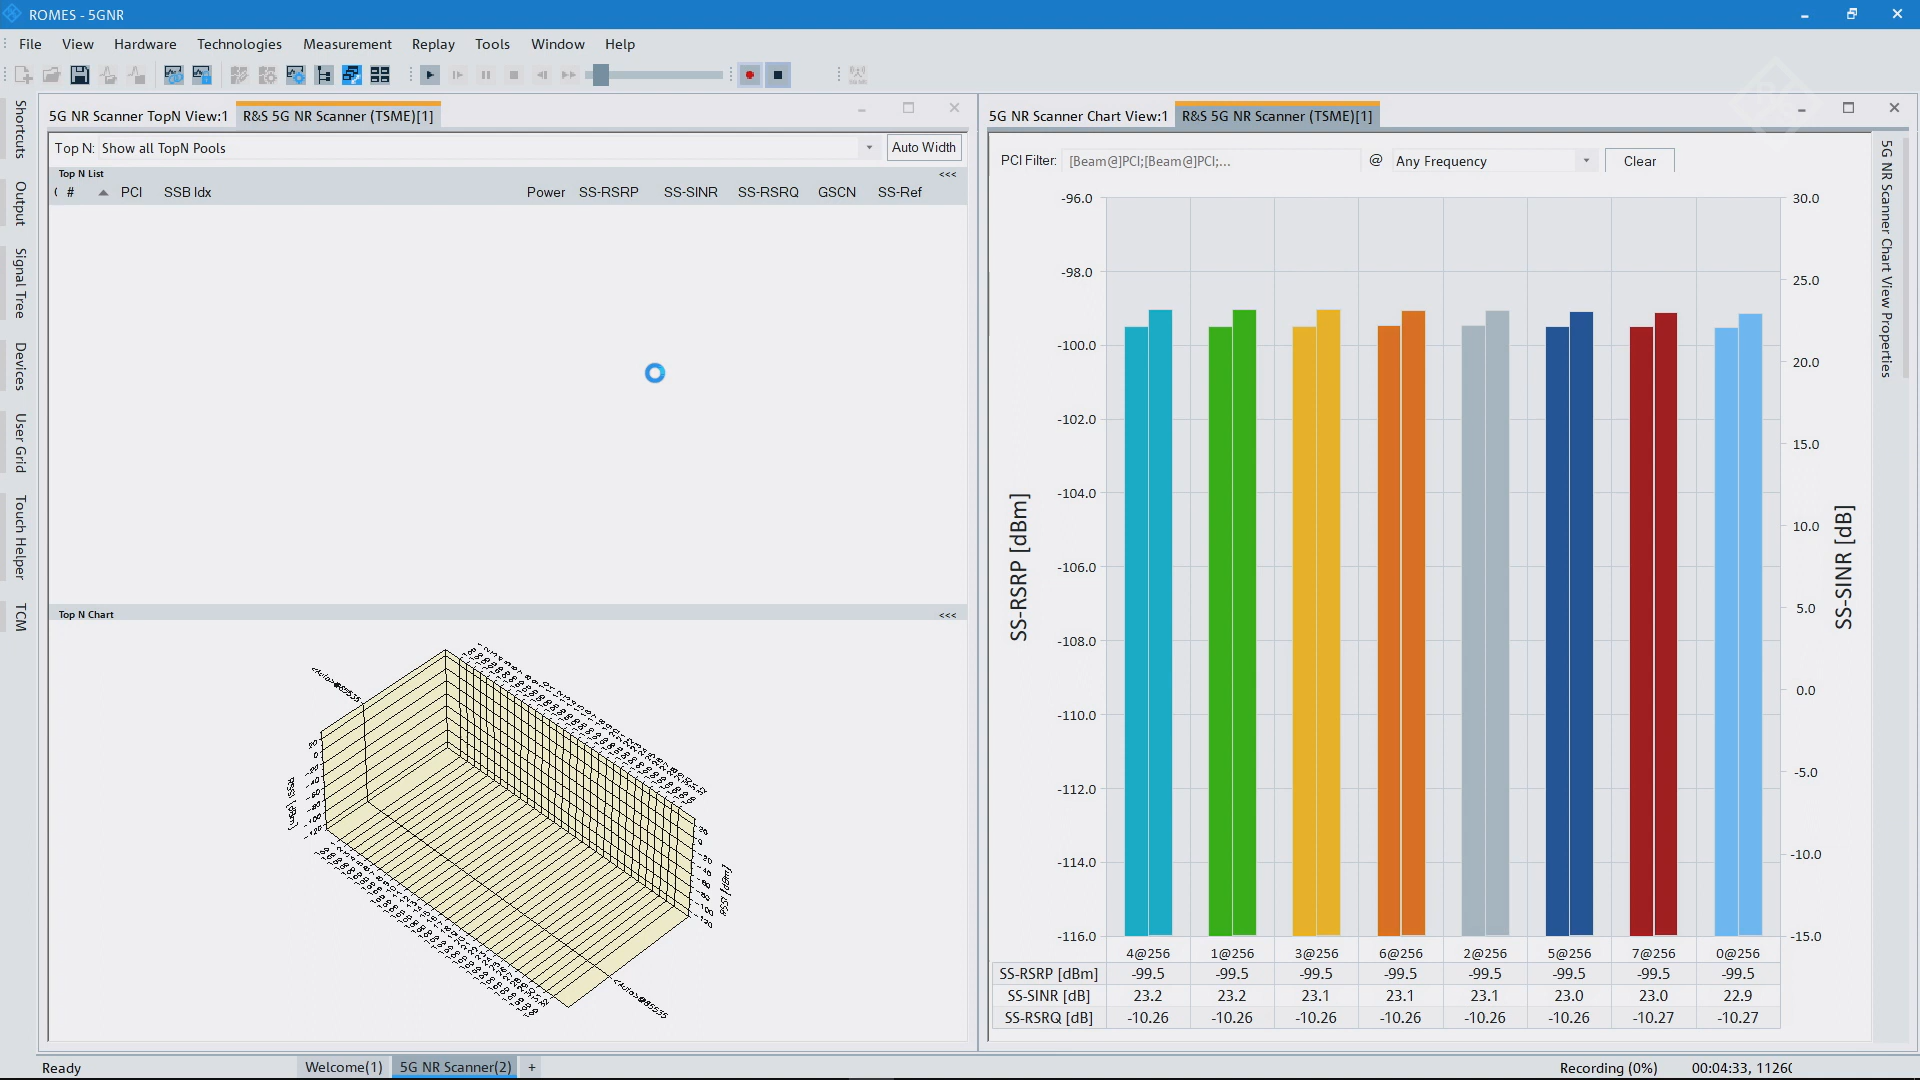 ROMES - 5GNR
File View Hardware Technologies Measurement Replay Tools Window Help
Shortcuts
Output
Signal Tree
Devices
User Grid
Touch Helper
TCM
5G NR Scanner TopN View:1 R&S 5G NR Scanner (TSME)[1]
Top N: Show all TopN Pools Auto Width
Top N List <<<
# PCI SSB Idx Power SS-RSRP SS-SINR SS-RSRQ GSCN SS-Ref
Top N Chart <<<
5G NR Scanner Chart View:1 R&S 5G NR Scanner (TSME)[1]
PCI Filter: [Beam@]PCI;[Beam@]PCI;... @ Any Frequency Clear
5G NR Scanner Chart View Properties
SS-RSRP [dBm]
-96.0
-98.0
-100.0
-102.0
-104.0
-106.0
-108.0
-110.0
-112.0
-114.0
-116.0
30.0
25.0
20.0
15.0
10.0
5.0
0.0
-5.0
-10.0
-15.0
SS-SINR [dB]
4@256 1@256 3@256 6@256 2@256 5@256 7@256 0@256
SS-RSRP [dBm] -99.5 -99.5 -99.5 -99.5 -99.5 -99.5 -99.5 -99.5
SS-SINR [dB] 23.2 23.2 23.1 23.1 23.1 23.0 23.0 22.9
SS-RSRQ [dB] -10.26 -10.26 -10.26 -10.26 -10.26 -10.26 -10.27 -10.27
Ready Welcome(1) 5G NR Scanner(2) + Recording (0%) 00:04:33, 11260